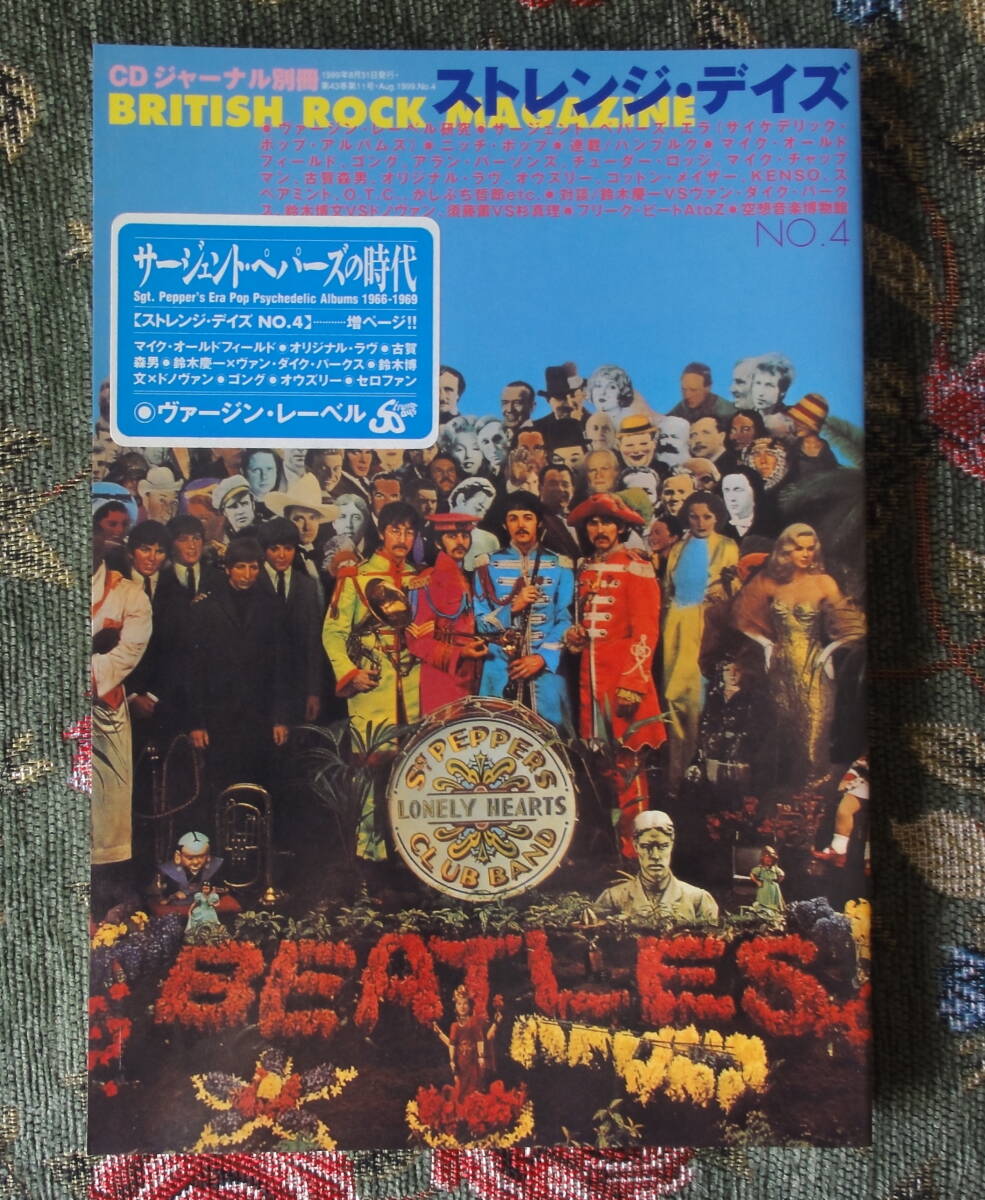 CDジャーナル別冊
1999年8月31日発行・
第43巻第11号・Aug.1999.No.4
ストレンジ・デイズ
BRITISH ROCK MAGAZINE
●ヴァージン・レーベル研究●サージェント・ペパーズ・エラ(サイケデリック・
ポップ・アルバムズ)●ニッチ・ポップ●連載/ハンブルク●マイク・オールド
フィールド、ゴング、アラン・パーソンズ、チューダー・ロッジ、マイク・チャップ
マン、古賀森男、オリジナル・ラヴ、オウズリー、コットン・メイザー、KENSO、ス
ペアミント、O.T.C.、かしぶち哲郎etc.●対談/鈴木慶一VSヴァン・ダイク・パーク
ス、鈴木博文VSドノヴァン、須藤薫VS杉真理●フリーク・ビートAtoZ●空想音楽博物館
NO.4
サージェント・ペパーズの時代
Sgt. Pepper's Era Pop Psychedelic Albums 1966-1969
【ストレンジ・デイズ NO.4】…………増ページ!!
マイク・オールドフィールド●オリジナル・ラヴ●古賀
森男●鈴木慶一×ヴァン・ダイク・パークス●鈴木博
文×ドノヴァン●ゴング●オウズリー●セロファン
◉ヴァージン・レーベル
Strange Days
SGT PEPPERS
LONELY HEARTS
CLUB BAND
BEATLES